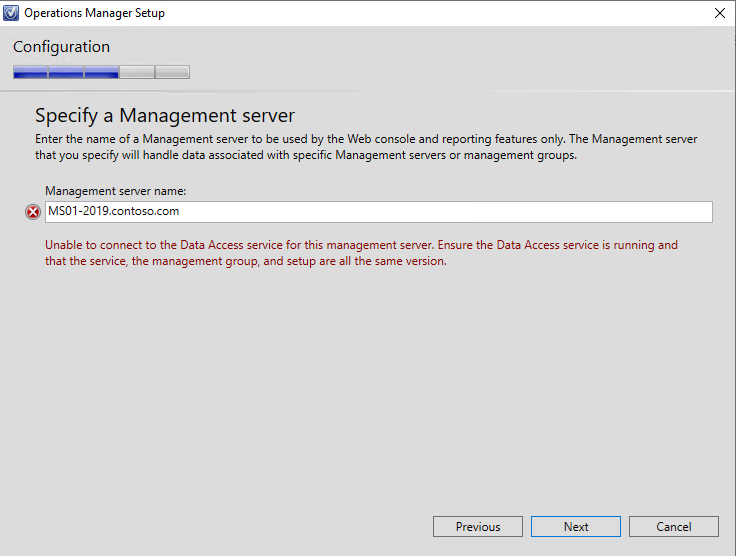 Operations Manager Setup
Configuration
Specify a Management server
Enter the name of a Management server to be used by the Web console and reporting features only. The Management server
that you specify will handle data associated with specific Management servers or management groups.
Management server name:
MS01-2019.contoso.com
Unable to connect to the Data Access service for this management server. Ensure the Data Access service is running and
that the service, the management group, and setup are all the same version.
Previous
Next
Cancel